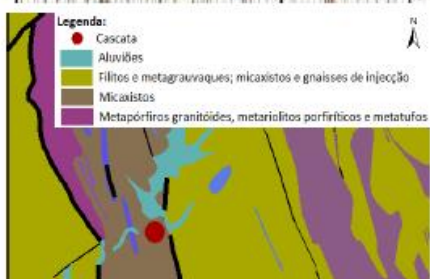 Legenda:
N
Cascata
Aluviões
Filitos e metagrauvaques; micaxistos e gnaisses de injecção
Micaxistos
Metapórfiros granitóides, metariolitos porfiríticos e metatufos